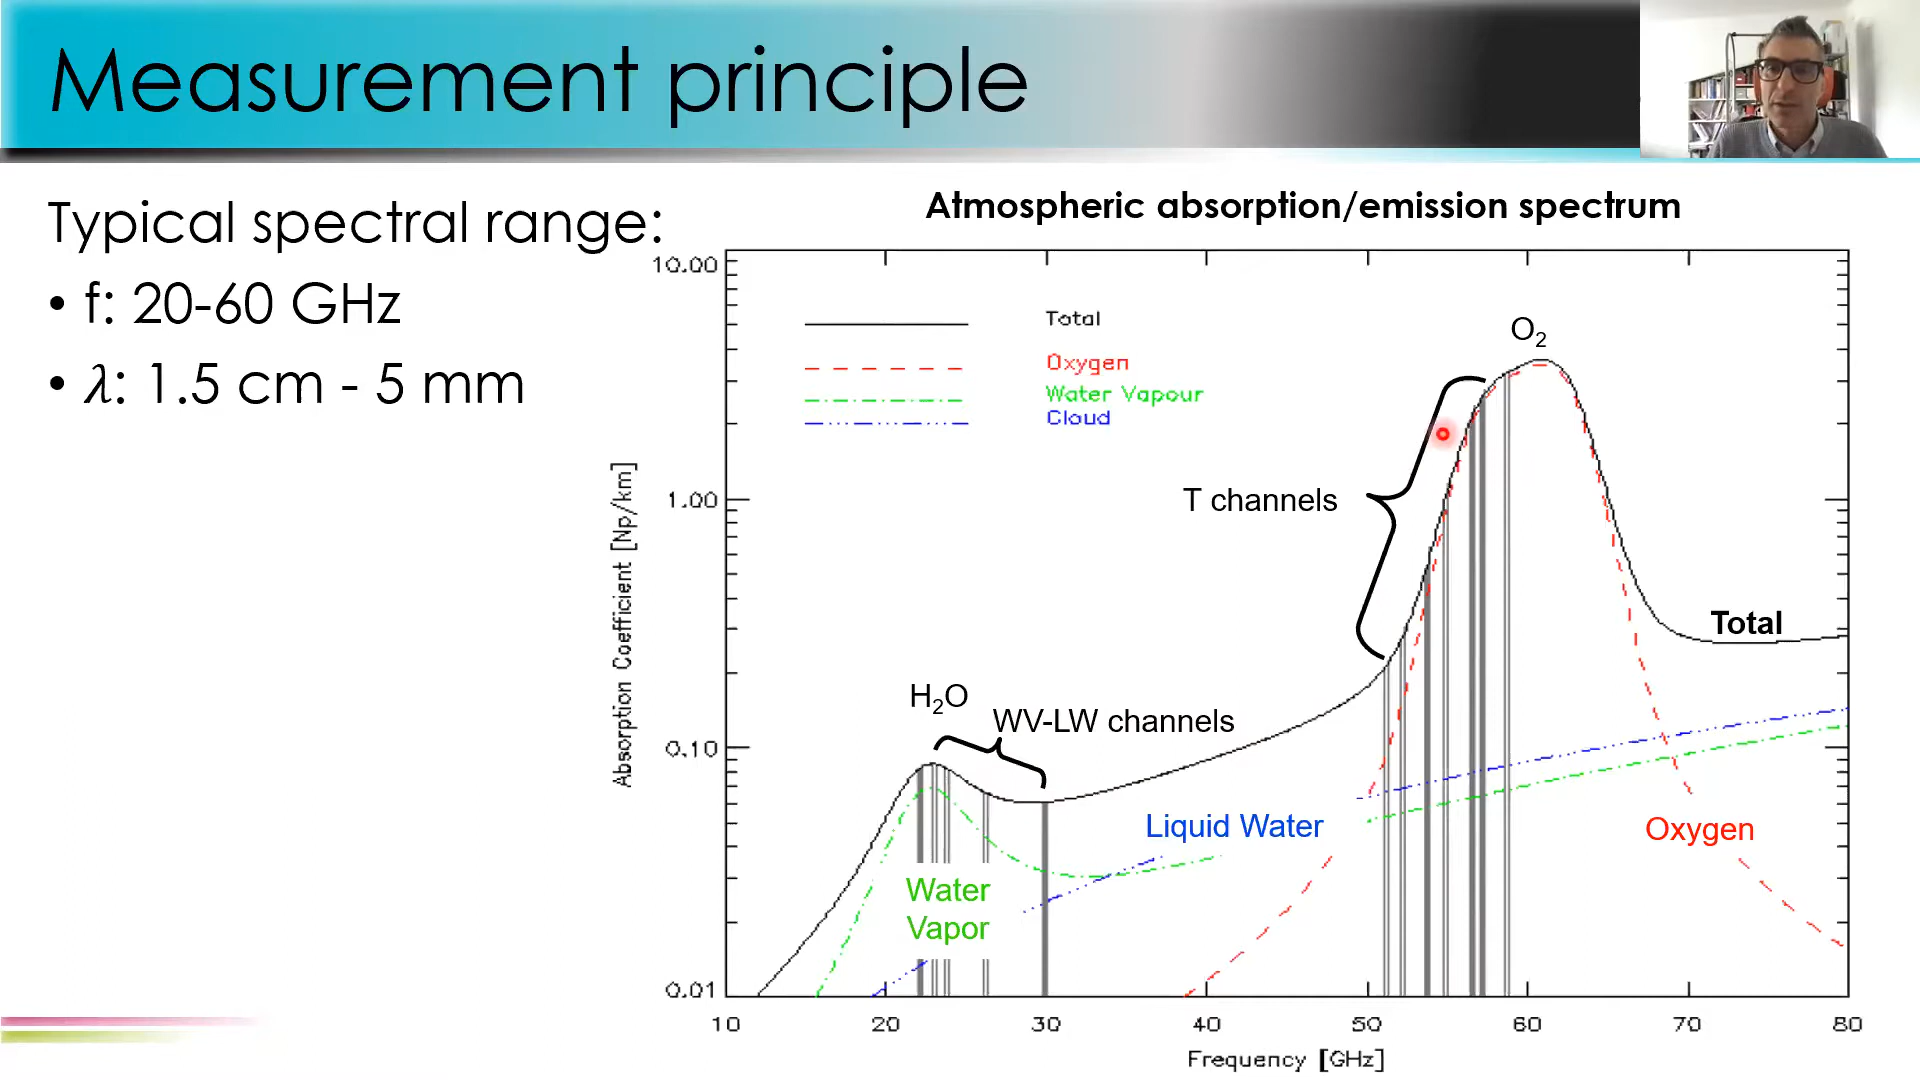 Measurement principle
Typical spectral range:
• f: 20-60 GHz
• λ: 1.5 cm - 5 mm
Atmospheric absorption/emission spectrum
10.00
1.00
0.10
0.01
Absorption Coefficient [Np/km]
Total
Oxygen
Water Vapour
Cloud
O₂
T channels
Total
H₂O
WV-LW channels
Liquid Water
Oxygen
Water
Vapor
10 20 30 40 50 60 70 80
Frequency [GHz]